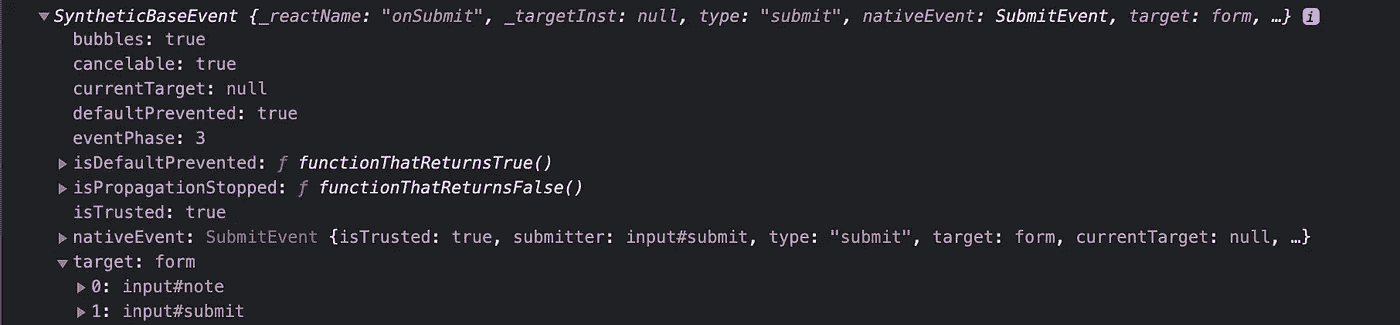 SyntheticBaseEvent {_reactName: "onSubmit", _targetInst: null, type: "submit", nativeEvent: SubmitEvent, target: form, …} i
bubbles: true
cancelable: true
currentTarget: null
defaultPrevented: true
eventPhase: 3
isDefaultPrevented: ƒ functionThatReturnsTrue()
isPropagationStopped: ƒ functionThatReturnsFalse()
isTrusted: true
nativeEvent: SubmitEvent {isTrusted: true, submitter: input#submit, type: "submit", target: form, currentTarget: null, …}
target: form
0: input#note
1: input#submit